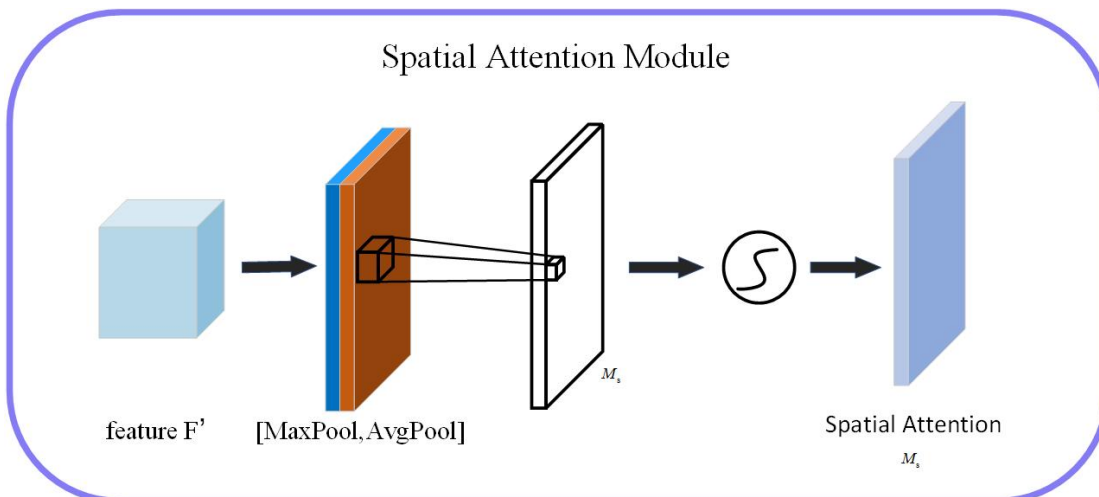 Spatial Attention Module
feature F’
[MaxPool,AvgPool]
Ms
Spatial Attention
Ms